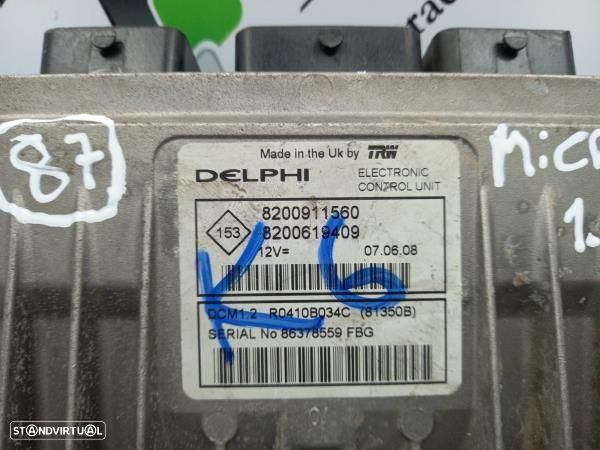 87
Made in the Uk by TRW
DELPHI ELECTRONIC
CONTROL UNIT
153
8200911560
8200619409
12V= 07.06.08
K6
DCM1.2 R0410B034C (81350B)
SERIAL No 86378559 FBG
MiCR
1.
STANDVIRTUAL